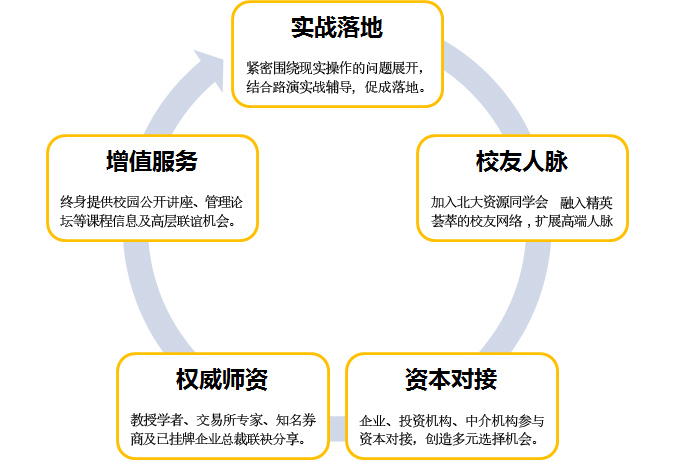 实战落地
紧密围绕现实操作的问题展开，
结合路演实战辅导，促成落地。
增值服务
终身提供校园公开讲座、管理论
坛等课程信息及高层联谊机会。
校友人脉
加入北大资源同学会　融入精英
荟萃的校友网络，扩展高端人脉
权威师资
教授学者、交易所专家、知名券
商及已挂牌企业总裁联袂分享。
资本对接
企业、投资机构、中介机构参与
资本对接，创造多元选择机会。